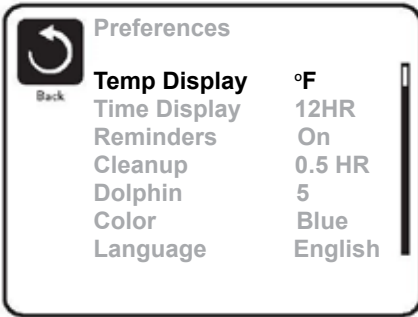 Preferences
Back
Temp Display °F
Time Display 12HR
Reminders On
Cleanup 0.5 HR
Dolphin 5
Color Blue
Language English